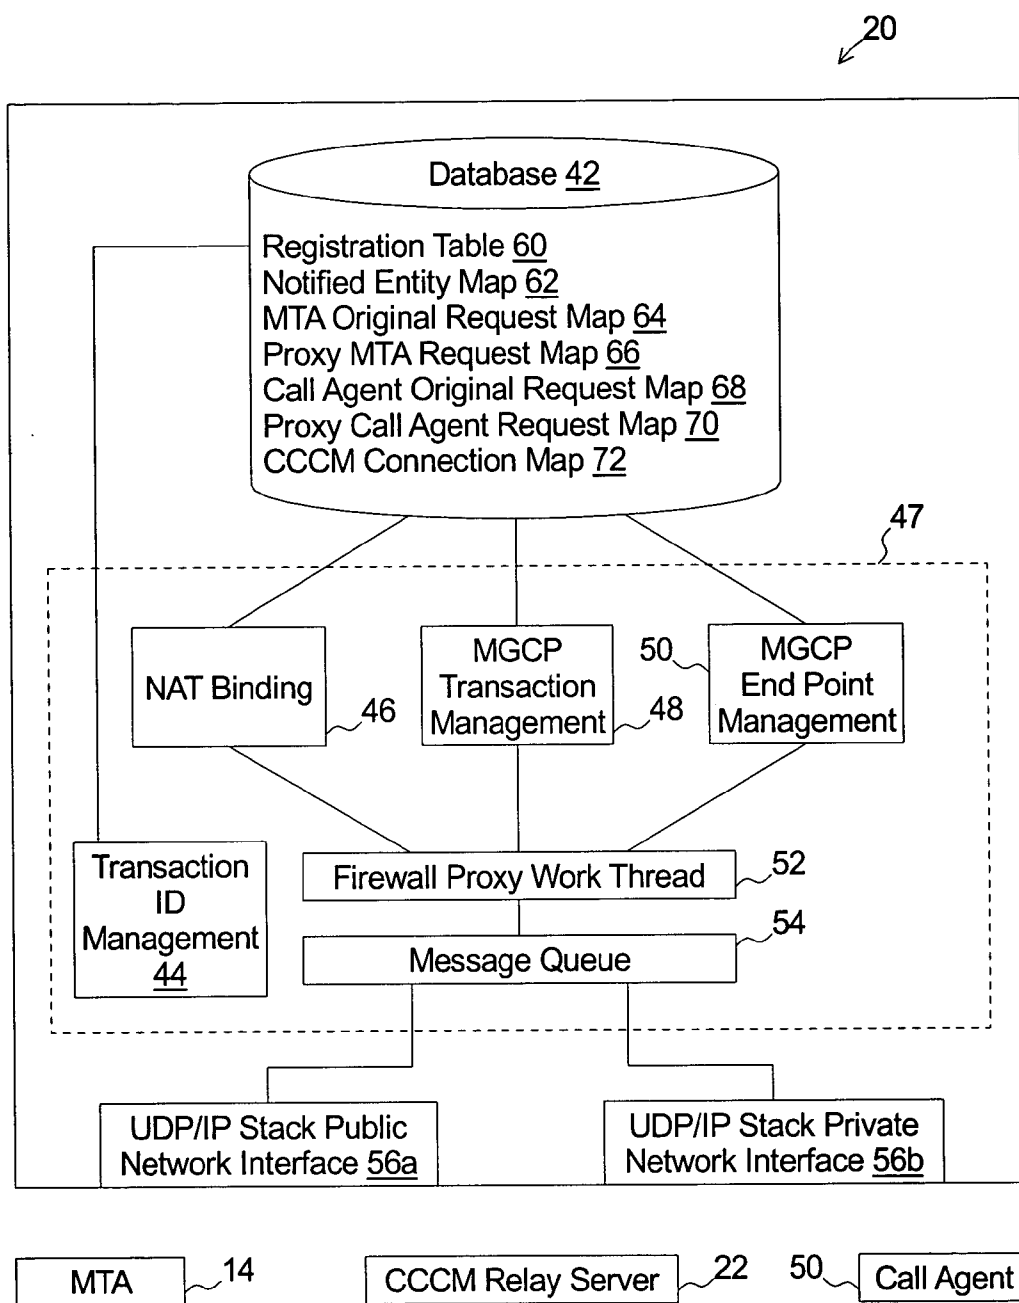 20
Database 42
Registration Table 60
Notified Entity Map 62
MTA Original Request Map 64
Proxy MTA Request Map 66
Call Agent Original Request Map 68
Proxy Call Agent Request Map 70
CCCM Connection Map 72
47
NAT Binding
46
MGCP
Transaction
Management
48
50
MGCP
End Point
Management
Transaction
ID
Management
44
Firewall Proxy Work Thread
52
Message Queue
54
UDP/IP Stack Public
Network Interface 56a
UDP/IP Stack Private
Network Interface 56b
MTA
14
CCCM Relay Server
22
50
Call Agent